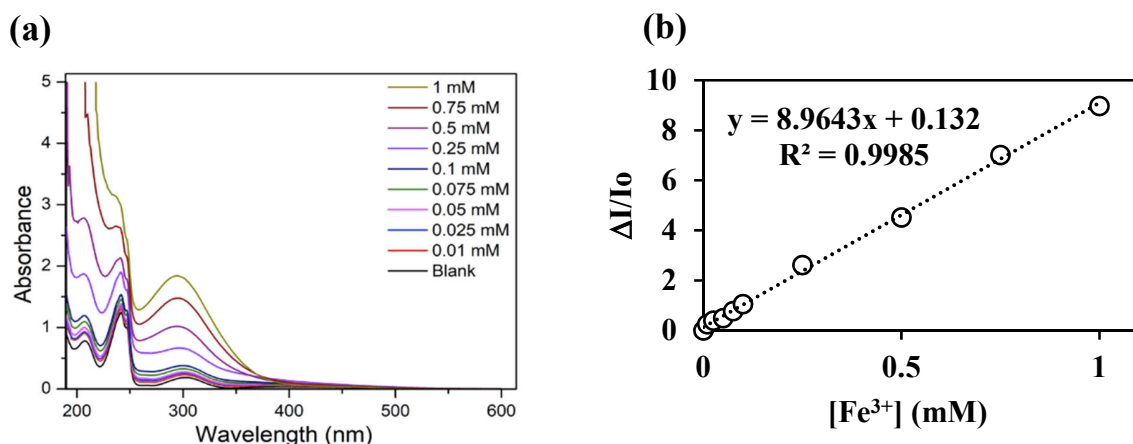 (a)
5
4
3
2
1
0
Absorbance
1 mM
0.75 mM
0.5 mM
0.25 mM
0.1 mM
0.075 mM
0.05 mM
0.025 mM
0.01 mM
Blank
200
300
400
500
600
Wavelength (nm)
(b)
10
8
6
4
2
0
ΔI/Io
y = 8.9643x + 0.132
R² = 0.9985
0
0.5
1
[Fe³⁺] (mM)